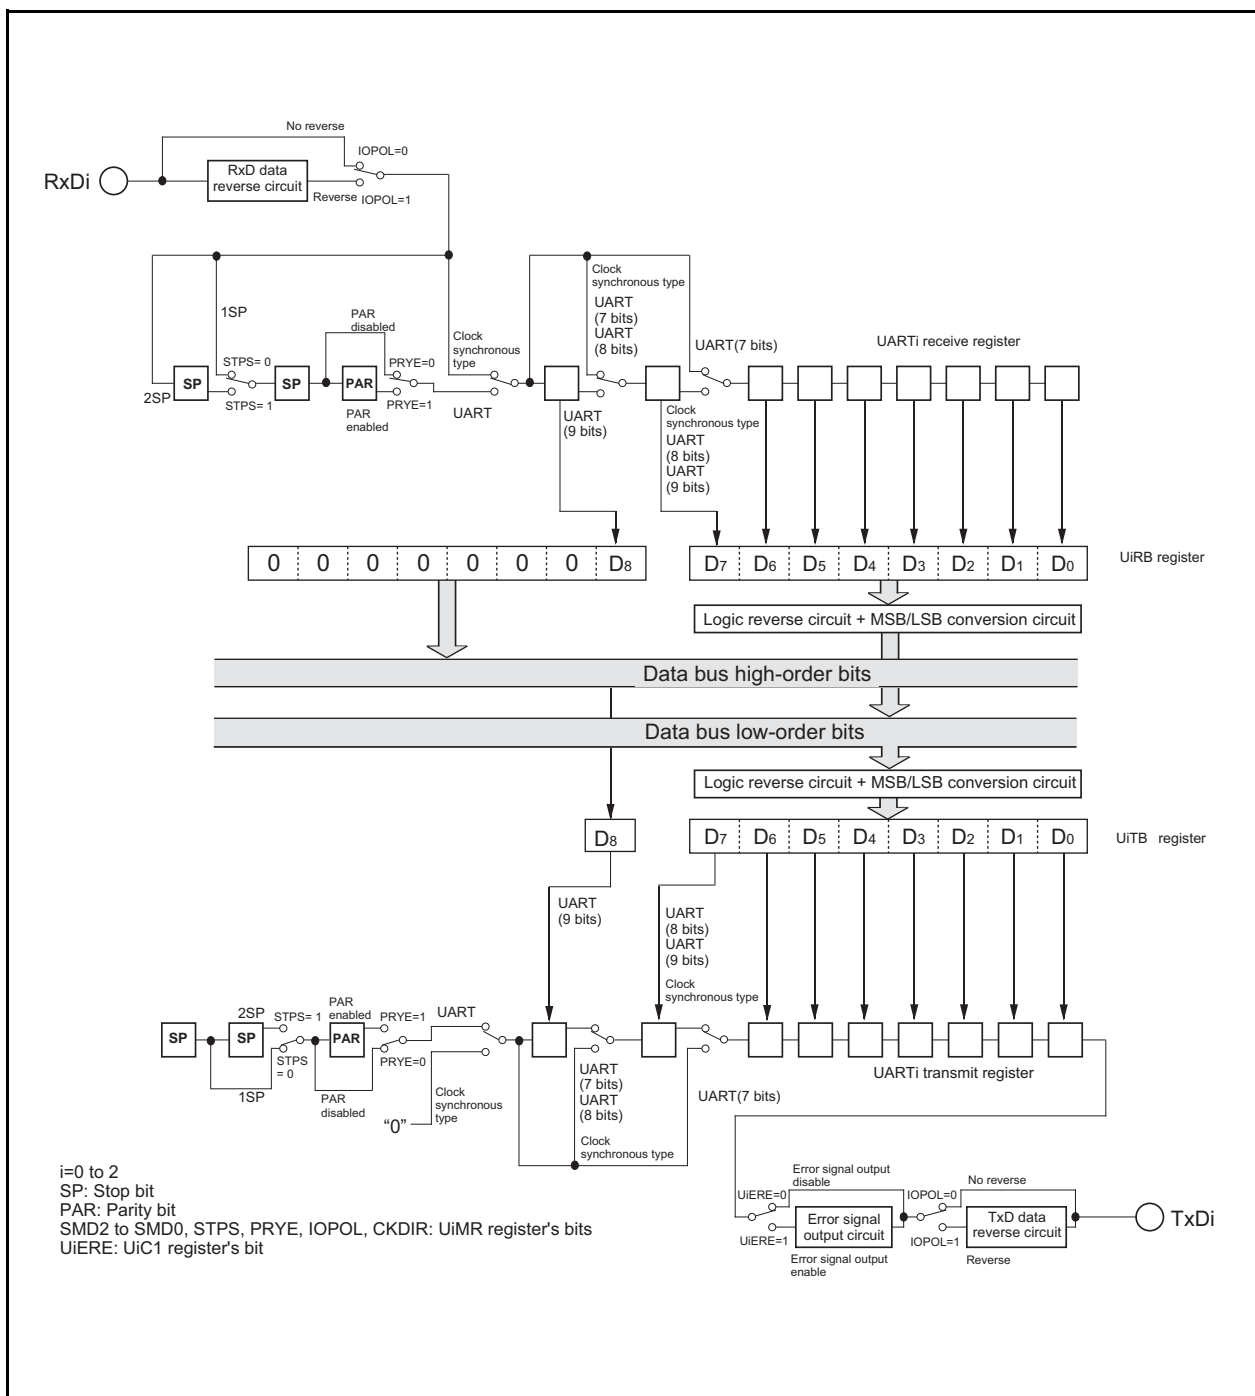 No reverse
IOPOL=0
RxDi
RxD data
reverse circuit
Reverse
IOPOL=1
1SP
2SP
SP
STPS= 0
STPS= 1
SP
PAR
disabled
PAR
PAR
enabled
PRYE=0
PRYE=1
Clock
synchronous
type
UART
Clock
synchronous type
UART
(7 bits)
UART
(8 bits)
UART(7 bits)
UARTi receive register
UART
(9 bits)
Clock
synchronous type
UART
(8 bits)
UART
(9 bits)
0 0 0 0 0 0 0 D8
D7 D6 D5 D4 D3 D2 D1 D0
UiRB register
Logic reverse circuit + MSB/LSB conversion circuit
Data bus high-order bits
Data bus low-order bits
Logic reverse circuit + MSB/LSB conversion circuit
D8
D7 D6 D5 D4 D3 D2 D1 D0
UiTB register
UART
(9 bits)
UART
(8 bits)
UART
(9 bits)
Clock
synchronous type
SP
2SP
SP
1SP
STPS= 1
STPS
= 0
PAR
enabled
PAR
PAR
disabled
PRYE=1
PRYE=0
UART
Clock
synchronous
type
“0”
UART
(7 bits)
UART
(8 bits)
Clock
synchronous type
UART(7 bits)
UARTi transmit register
i=0 to 2
SP: Stop bit
PAR: Parity bit
SMD2 to SMD0, STPS, PRYE, IOPOL, CKDIR: UiMR register's bits
UiERE: UiC1 register's bit
Error signal output
disable
UiERE=0
UiERE=1
Error signal
output circuit
Error signal output
enable
IOPOL=0
IOPOL=1
No reverse
TxD data
reverse circuit
Reverse
TxDi